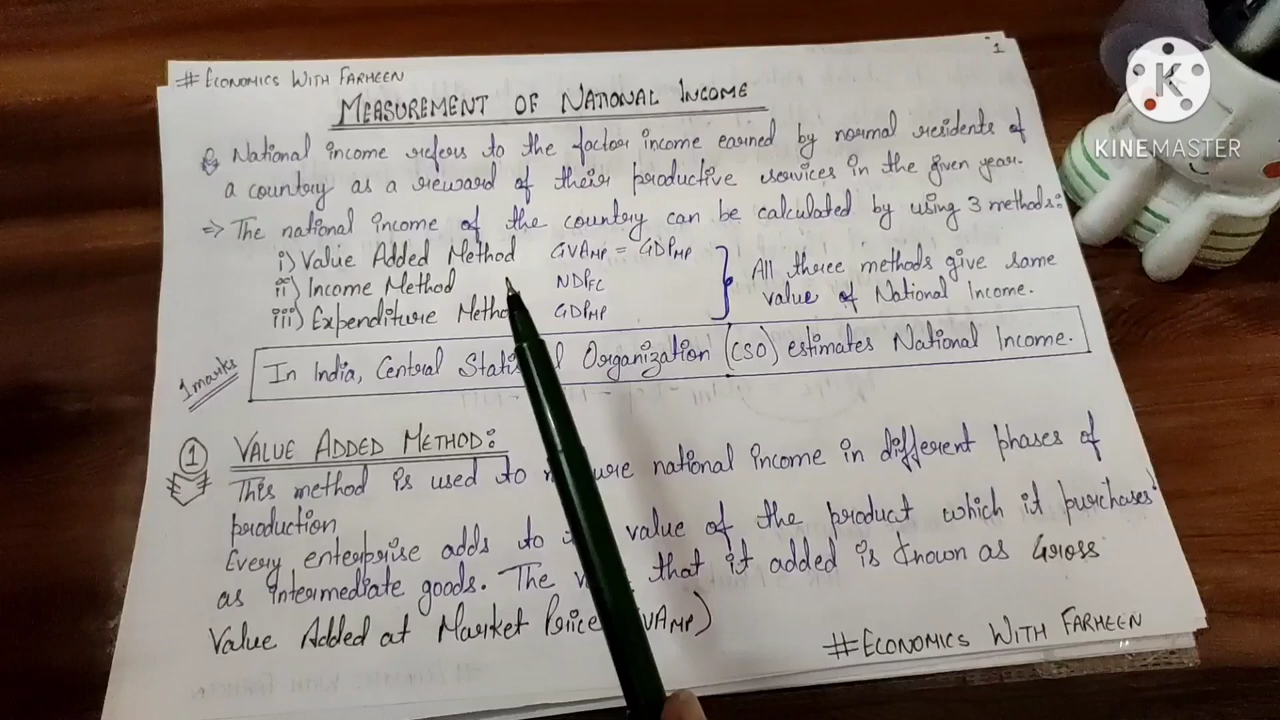 1
# ECONOMICS WITH FARHEEN
MEASUREMENT OF NATIONAL INCOME
National income refers to the factor income earned by normal residents of
a country as a reward of their productive services in the given year.
⇒ The national income of the country can be calculated by using 3 methods:
i) Value Added Method GVAMP = GDPMP
ii) Income Method NDPFC
iii) Expenditure Metho GDPMP
} All three methods give same
value of National Income.
1 marks
In India, Central Organization (CSO) estimates National Income.
1 VALUE ADDED METHOD:
This method is used to national income in different phases of
production
Every enterprise adds to value of the product which it purchases
as intermediate goods. The that it added is known as Gross
Value Added at Market Price VAMP)
#ECONOMICS WITH FARHEEN
K
KINEMASTER